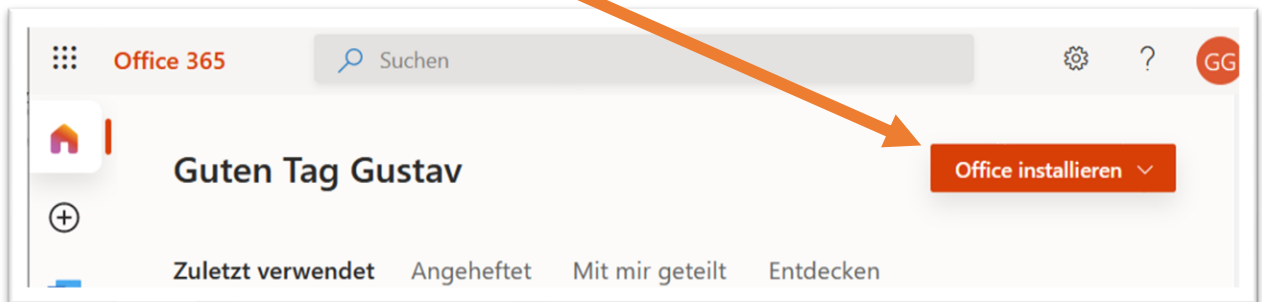 Office 365
Suchen
?
GG
Guten Tag Gustav
Office installieren
Zuletzt verwendet Angeheftet Mit mir geteilt Entdecken